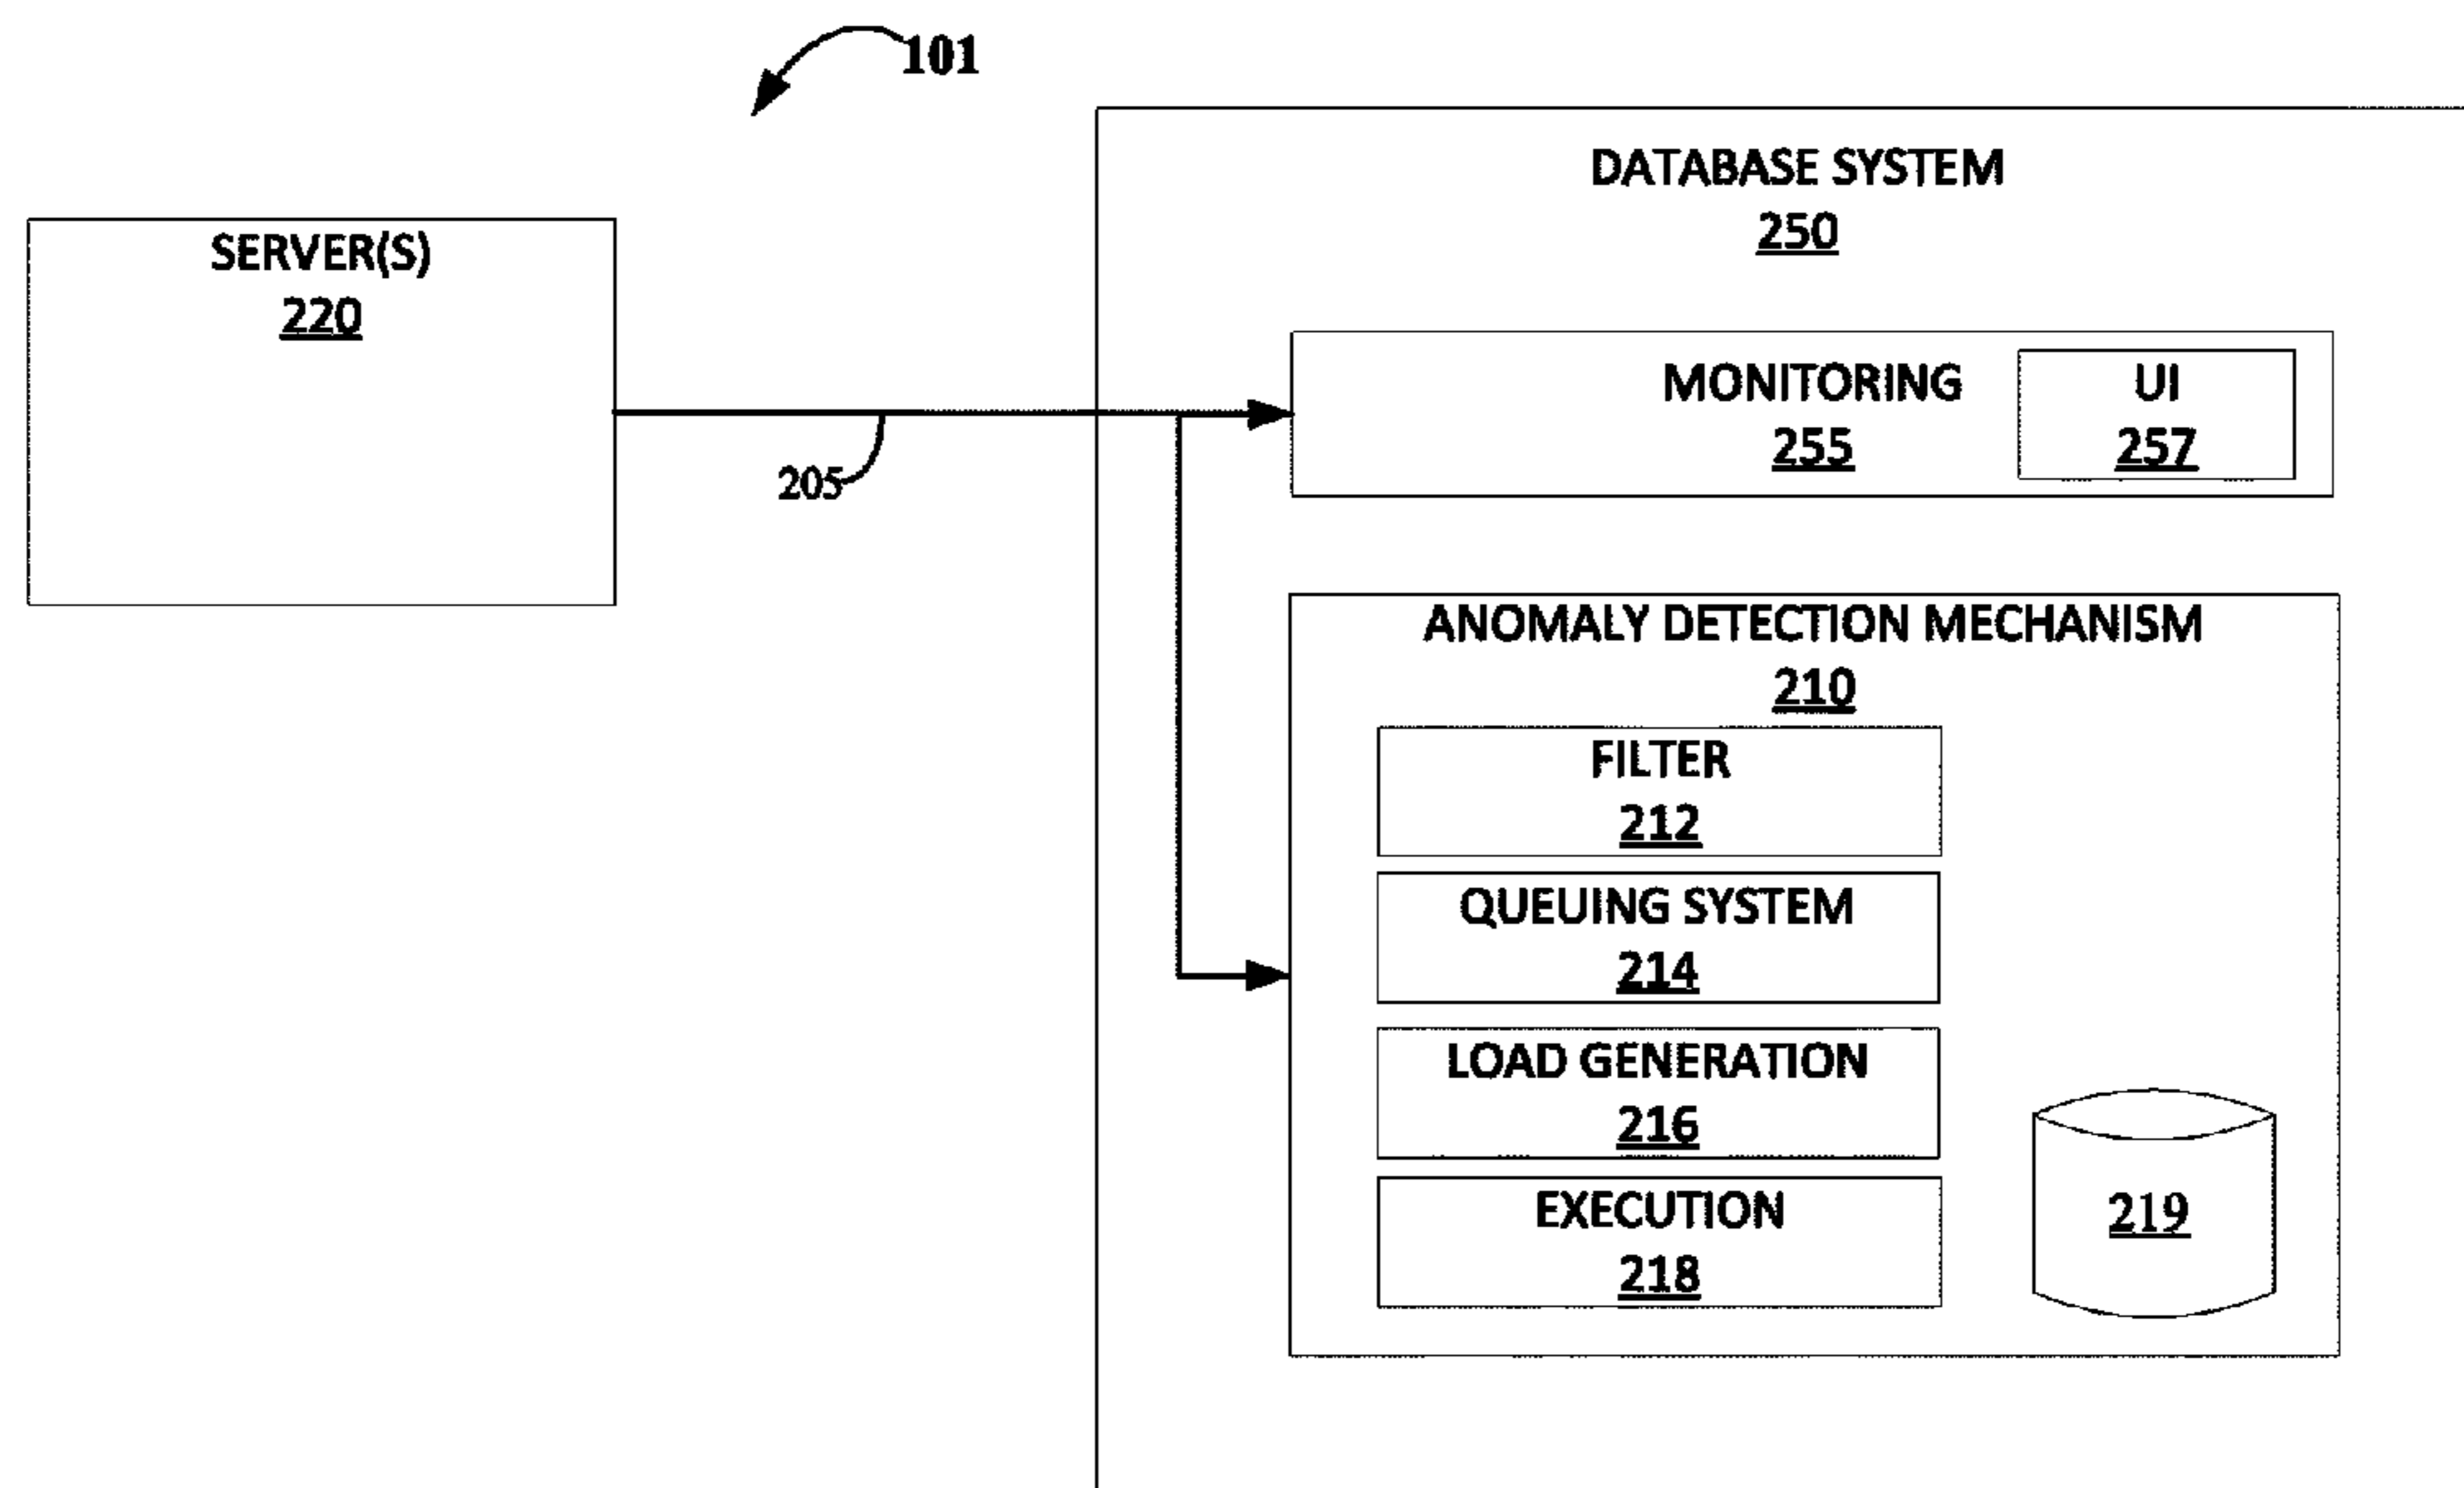 101
DATABASE SYSTEM
250
SERVER(S)
220
MONITORING
255
UI
257
205
ANOMALY DETECTION MECHANISM
210
FILTER
212
QUEUING SYSTEM
214
LOAD GENERATION
216
EXECUTION
218
219